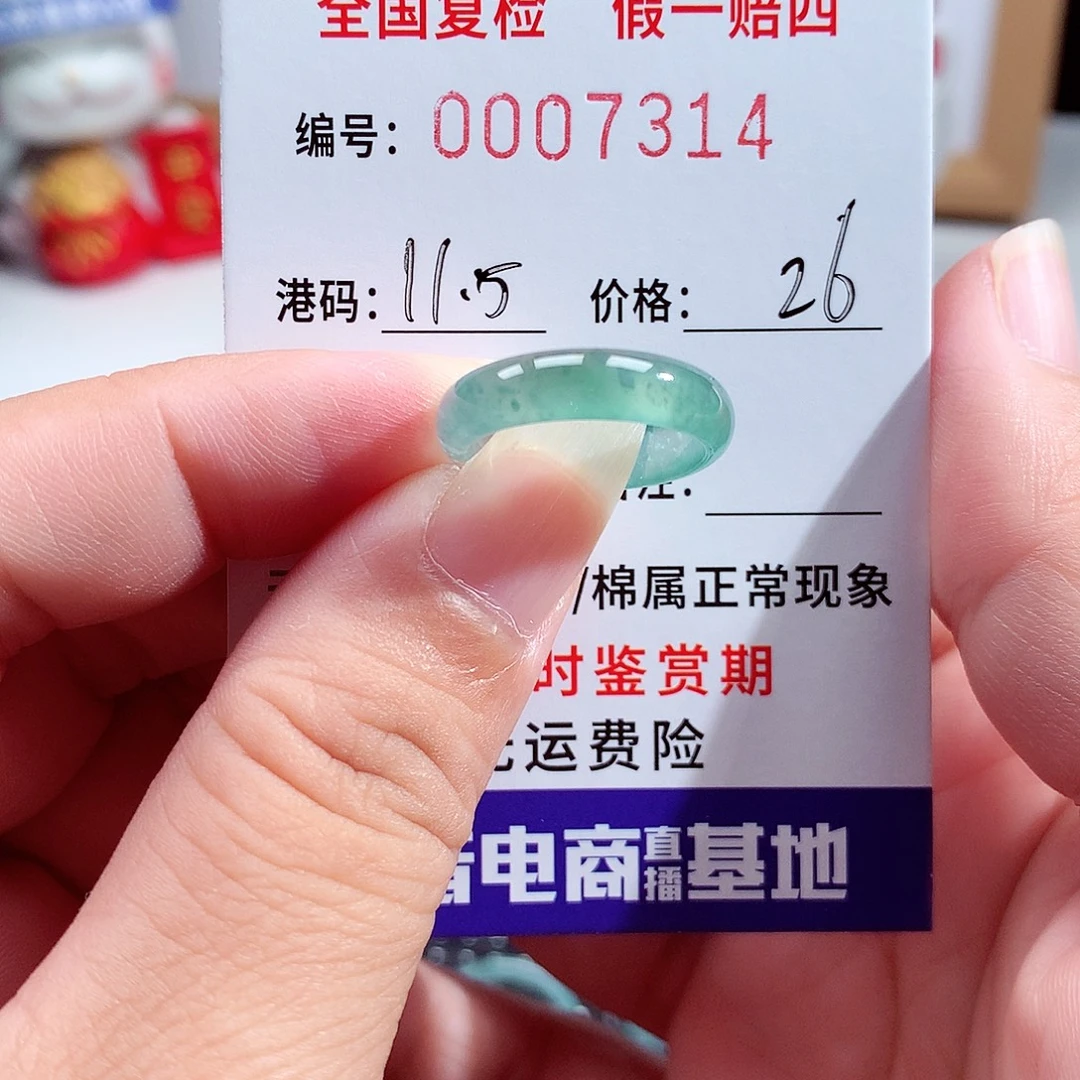 全国复检 假一赔四
编号：0007314
港码：11.5 价格：26
注：
/棉属正常现象
时鉴赏期
运费险
电商直播基地